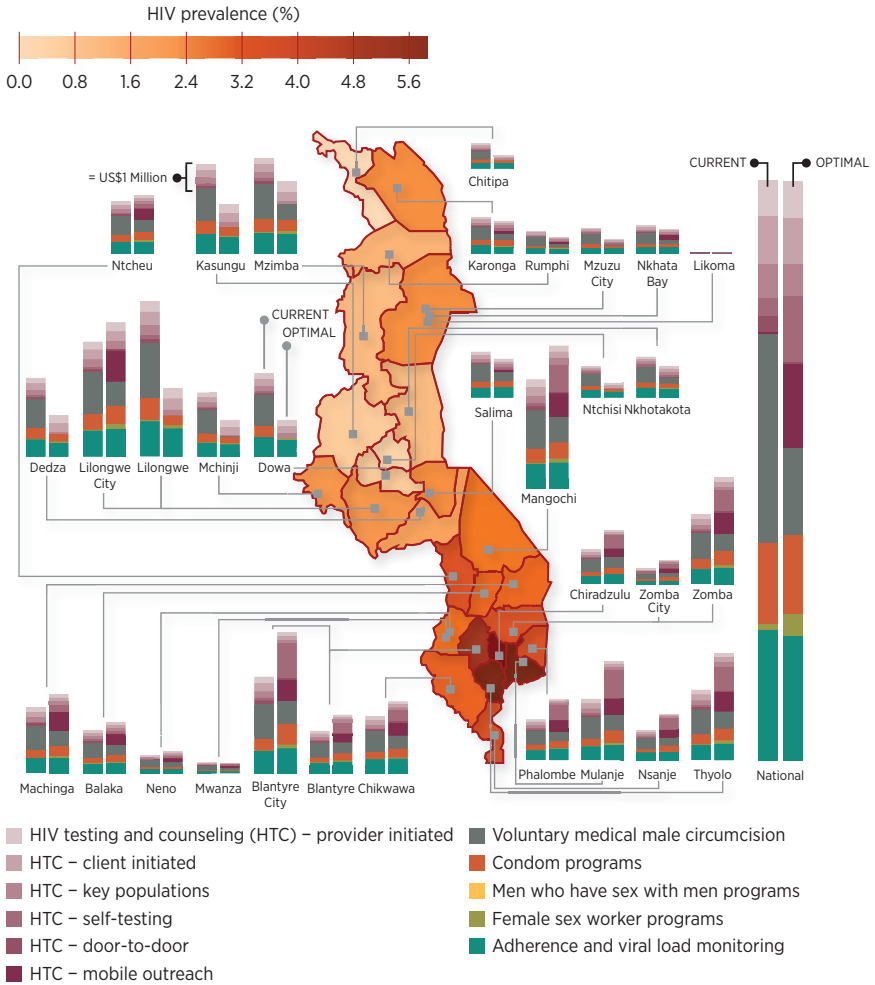 HIV prevalence (%)
0.0 0.8 1.6 2.4 3.2 4.0 4.8 5.6
= US$1 Million
CURRENT
OPTIMAL
Chitipa
Ntcheu
Kasungu
Mzimba
Karonga
Rumphi
Mzuzu
City
Nkhata
Bay
Likoma
CURRENT
OPTIMAL
Dedza
Lilongwe
City
Lilongwe
Mchinji
Dowa
Salima
Mangochi
Ntchisi
Nkhotakota
Chiradzulu
Zomba
City
Zomba
Machinga
Balaka
Neno
Mwanza
Blantyre
City
Blantyre
Chikwawa
Phalombe
Mulanje
Nsanje
Thyolo
National
HIV testing and counseling (HTC) – provider initiated
HTC – client initiated
HTC – key populations
HTC – self-testing
HTC – door-to-door
HTC – mobile outreach
Voluntary medical male circumcision
Condom programs
Men who have sex with men programs
Female sex worker programs
Adherence and viral load monitoring